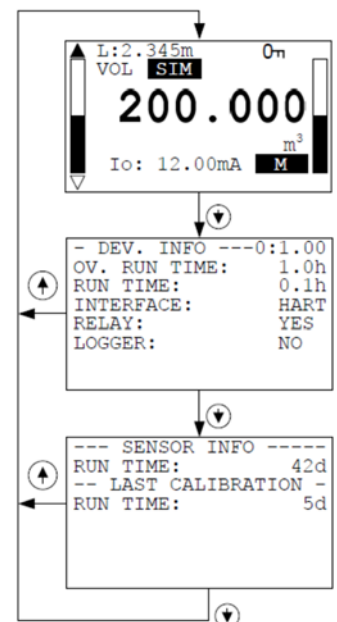 L:2.345m
VOL SIM
200.000
m³
Io: 12.00mA M
- DEV. INFO ---0:1.00
OV. RUN TIME: 1.0h
RUN TIME: 0.1h
INTERFACE: HART
RELAY: YES
LOGGER: NO
--- SENSOR INFO -----
RUN TIME: 42d
-- LAST CALIBRATION -
RUN TIME: 5d